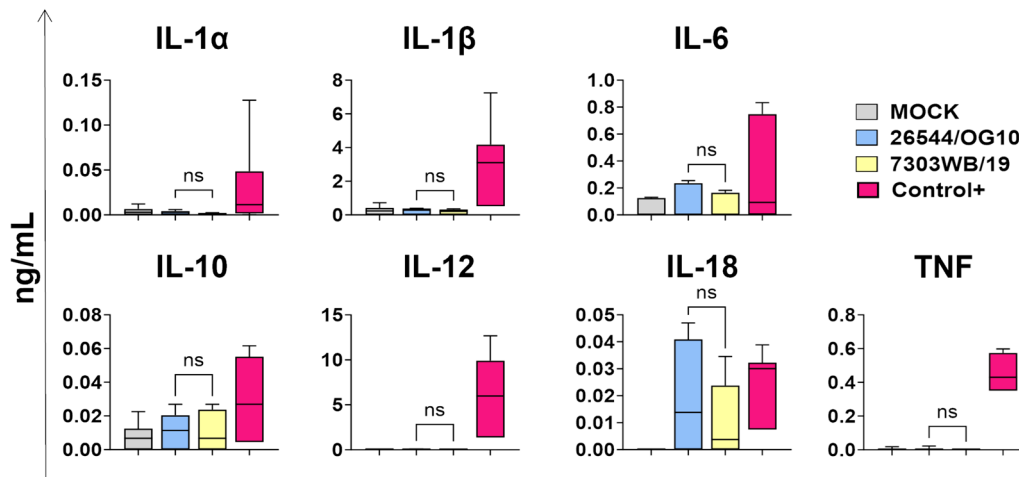 ng/mL
IL-1α
0.15
0.10
0.05
0.00
ns
IL-1β
8
6
4
2
0
ns
IL-6
1.0
0.8
0.6
0.4
0.2
0.0
ns
MOCK
26544/OG10
7303WB/19
Control+
IL-10
0.08
0.06
0.04
0.02
0.00
ns
IL-12
15
10
5
0
ns
IL-18
0.05
0.04
0.03
0.02
0.01
0.00
ns
TNF
0.8
0.6
0.4
0.2
0.0
ns